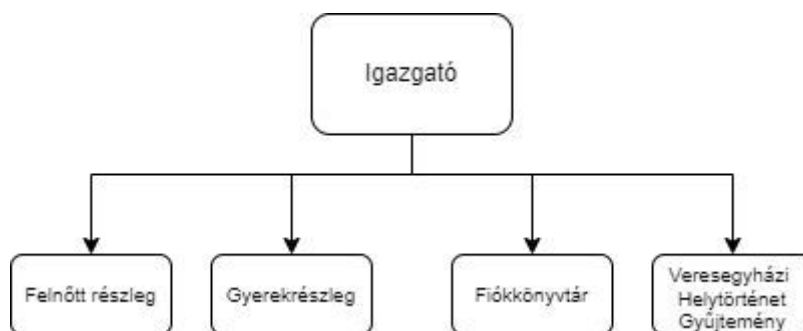 Igazgató
Felnőtt részleg
Gyerekrészleg
Fiókkönyvtár
Veresegyházi
Helytörténet
Gyűjtemény